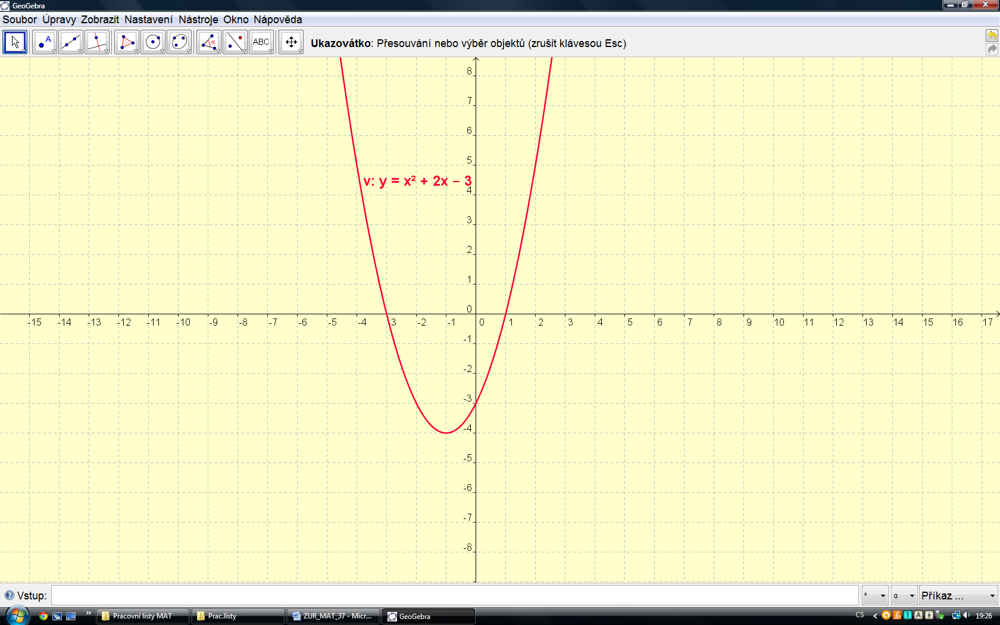 GeoGebra
Soubor Úpravy Zobrazit Nastavení Nástroje Okno Nápověda
A α ABC Ukazovátko: Přesouvání nebo výběr objektů (zrušit klávesou Esc)
8
7
6
5
v: y = x² + 2x − 3
4
3
2
1
0
-15 -14 -13 -12 -11 -10 -9 -8 -7 -6 -5 -4 -3 -2 -1 0 1 2 3 4 5 6 7 8 9 10 11 12 13 14 15 16 17
-1
-2
-3
-4
-5
-6
-7
-8
Vstup: ² α Příkaz ...
Pracovní listy MAT Prac.listy ZUR_MAT_37 - Micr... GeoGebra CS 19:26